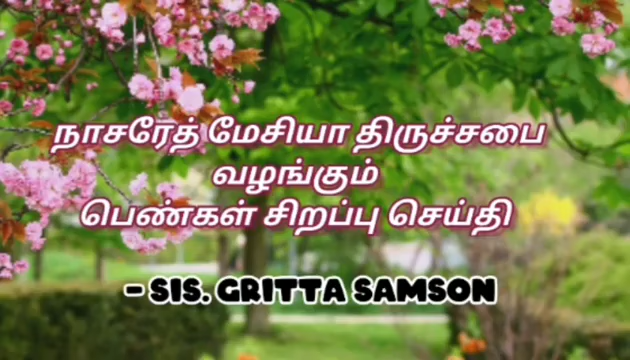 நாசரேத் மேசியா திருச்சபை
வழங்கும்
பெண்கள் சிறப்பு செய்தி
- SIS. GRITTA SAMSON